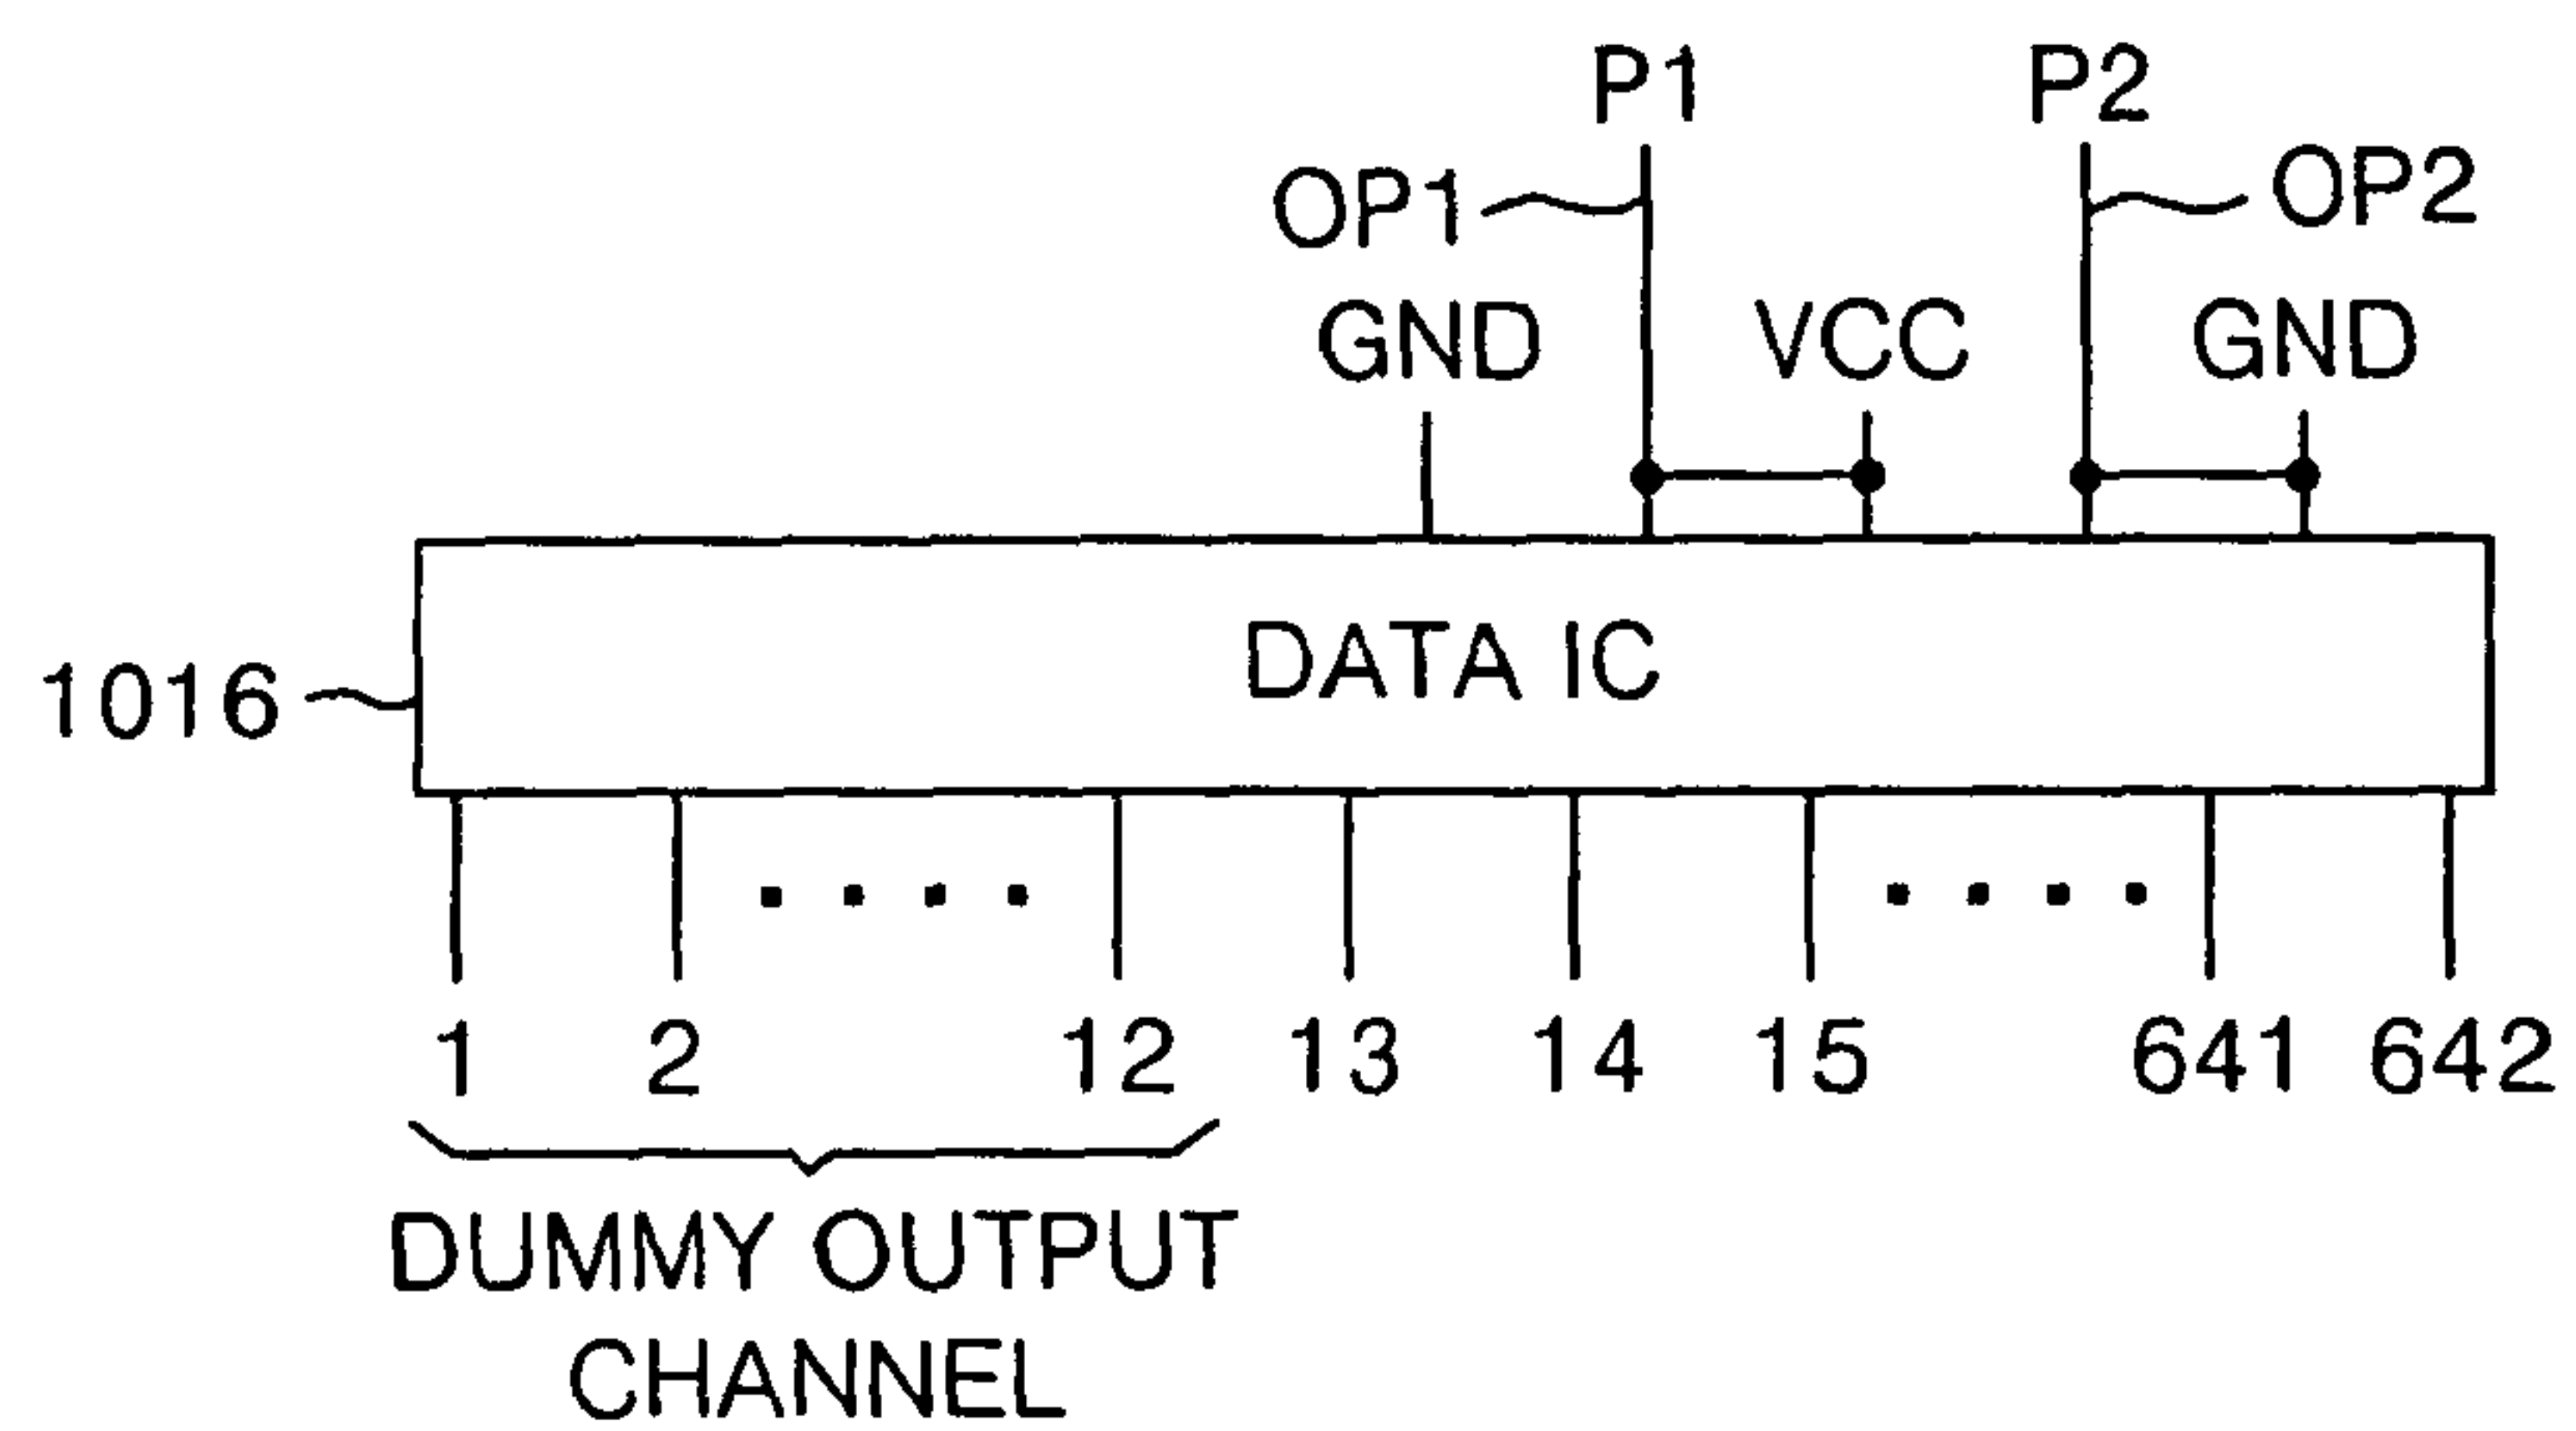 P1 P2
OP1 OP2
GND VCC GND
DATA IC
1016
1 2 12 13 14 15 641 642
DUMMY OUTPUT
CHANNEL